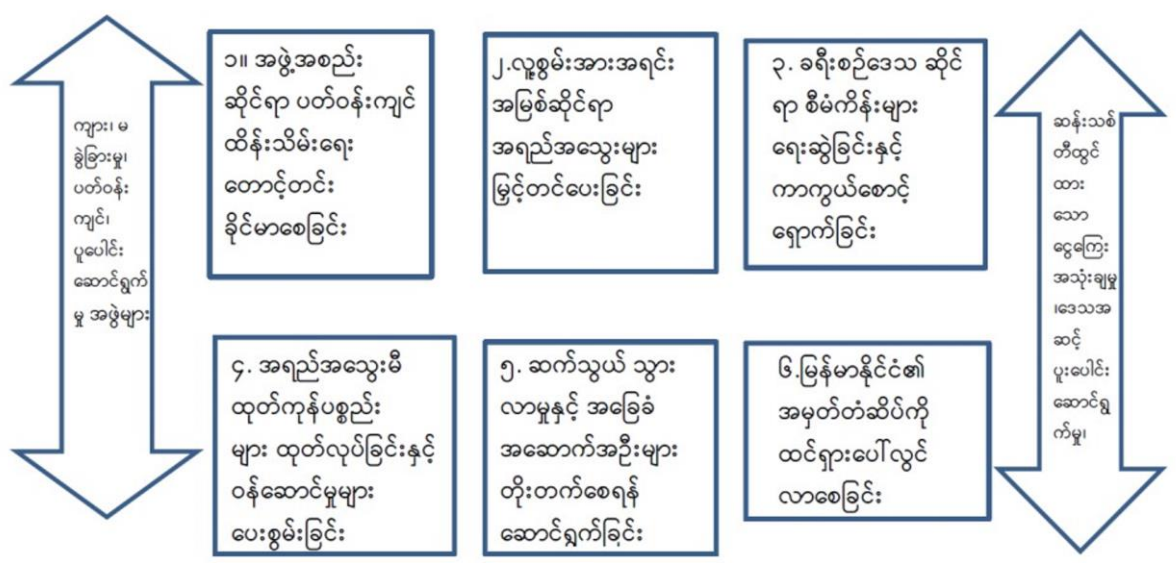 ကျား၊ မ
ခွဲခြားမှု၊
ပတ်ဝန်း
ကျင်၊
ပူပေါင်း
ဆောင်ရွက်
မှု အဖွဲများ
၁။ အဖွဲ့အစည်း
ဆိုင်ရာ ပတ်ဝန်းကျင်
ထိန်းသိမ်းရေး
တောင့်တင်း
ခိုင်မာစေခြင်း
၂.လူ့စွမ်းအားအရင်း
အမြစ်ဆိုင်ရာ
အရည်အသွေးများ
မြှင့်တင်ပေးခြင်း
၃. ခရီးစဉ်ဒေသ ဆိုင်
ရာ စီမံကိန်းများ
ရေးဆွဲခြင်းနှင့်
ကာကွယ်စောင့်
ရှောက်ခြင်း
၄. အရည်အသွေးမီ
ထုတ်ကုန်ပစ္စည်း
များ ထုတ်လုပ်ခြင်းနှင့်
ဝန်ဆောင်မှုများ
ပေးစွမ်းခြင်း
၅. ဆက်သွယ် သွား
လာမှုနှင့် အခြေခံ
အဆောက်အဦးများ
တိုးတက်စေရန်
ဆောင်ရွက်ခြင်း
၆.မြန်မာနိုင်ငံ၏
အမှတ်တံဆိပ်ကို
ထင်ရှားပေါ်လွင်
လာစေခြင်း
ဆန်းသစ်
တီထွင်
ထား
သော
ငွေကြေး
အသုံးချမှု
၊ဒေသအ
ဆင့်
ပူးပေါင်း
ဆောင်ရွ
က်မှု၊